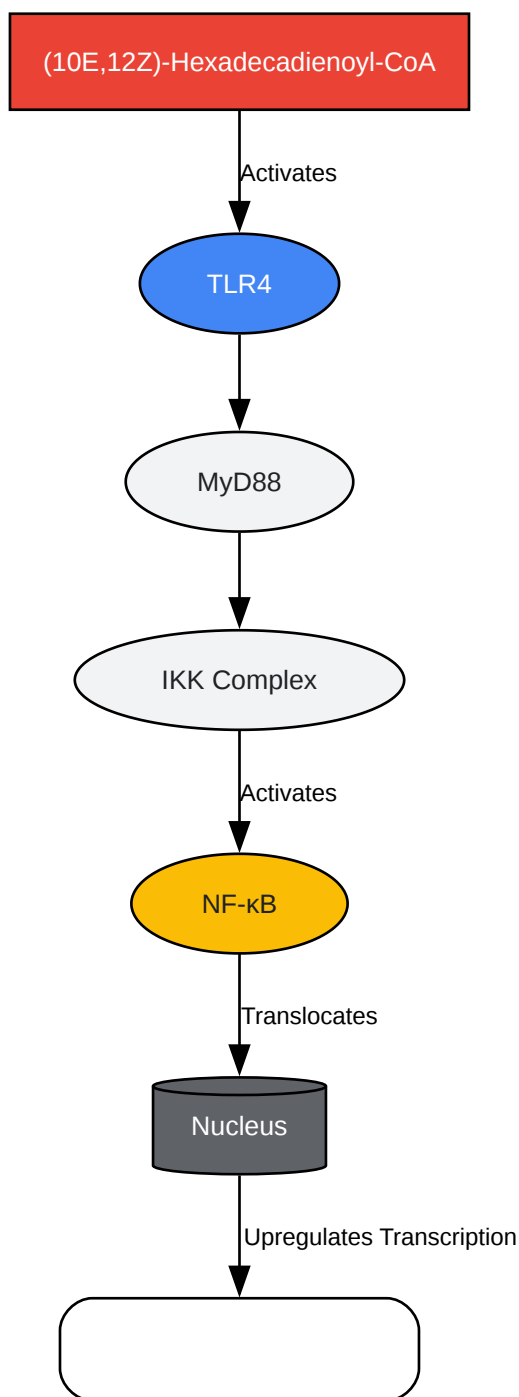 (10E,12Z)-Hexadecadienoyl-CoA
Activates
TLR4
MyD88
IKK Complex
Activates
NF-κB
Translocates
Nucleus
Upregulates Transcription